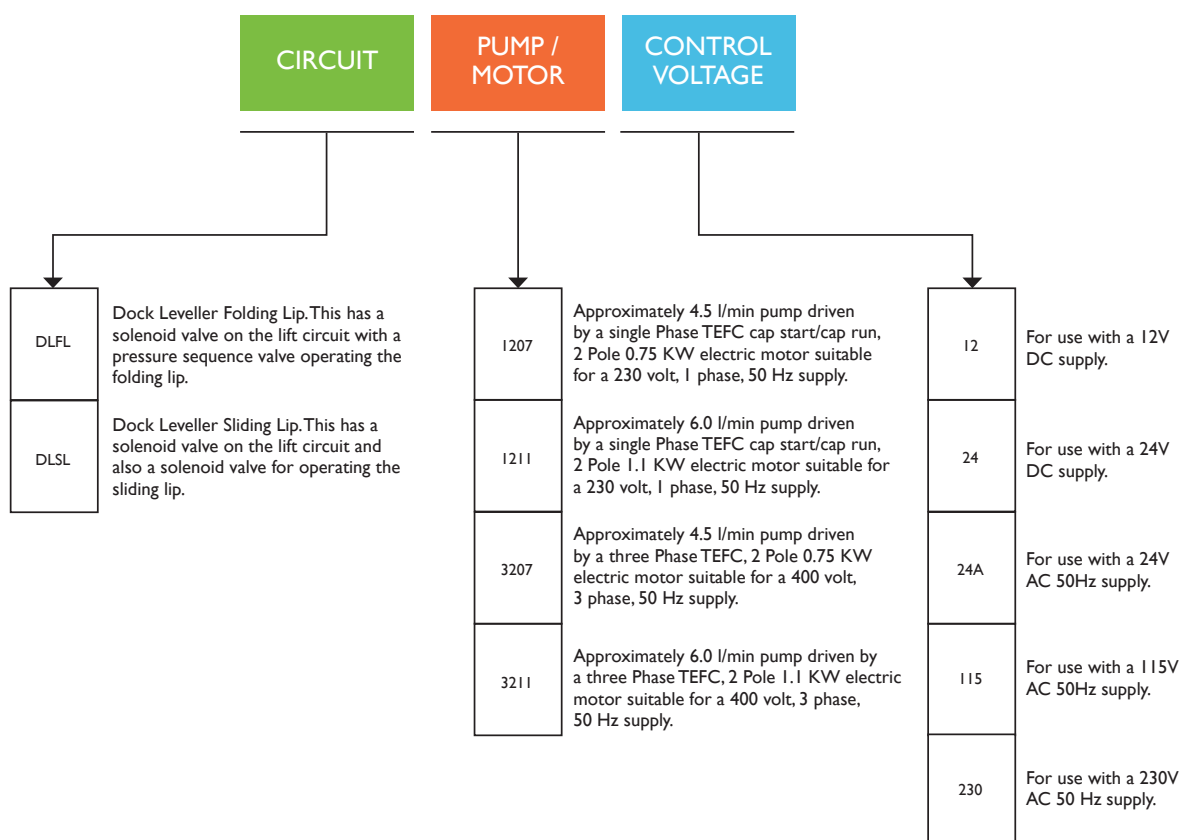 CIRCUIT
PUMP /
MOTOR
CONTROL
VOLTAGE
DLFL
Dock Leveller Folding Lip. This has a
solenoid valve on the lift circuit with a
pressure sequence valve operating the
folding lip.
DLSL
Dock Leveller Sliding Lip. This has a
solenoid valve on the lift circuit and
also a solenoid valve for operating the
sliding lip.
1207
Approximately 4.5 l/min pump driven
by a single Phase TEFC cap start/cap run,
2 Pole 0.75 KW electric motor suitable
for a 230 volt, 1 phase, 50 Hz supply.
1211
Approximately 6.0 l/min pump driven
by a single Phase TEFC cap start/cap run,
2 Pole 1.1 KW electric motor suitable for
a 230 volt, 1 phase, 50 Hz supply.
3207
Approximately 4.5 l/min pump driven
by a three Phase TEFC, 2 Pole 0.75 KW
electric motor suitable for a 400 volt,
3 phase, 50 Hz supply.
3211
Approximately 6.0 l/min pump driven by
a three Phase TEFC, 2 Pole 1.1 KW electric
motor suitable for a 400 volt, 3 phase,
50 Hz supply.
12
For use with a 12V
DC supply.
24
For use with a 24V
DC supply.
24A
For use with a 24V
AC 50Hz supply.
115
For use with a 115V
AC 50Hz supply.
230
For use with a 230V
AC 50 Hz supply.